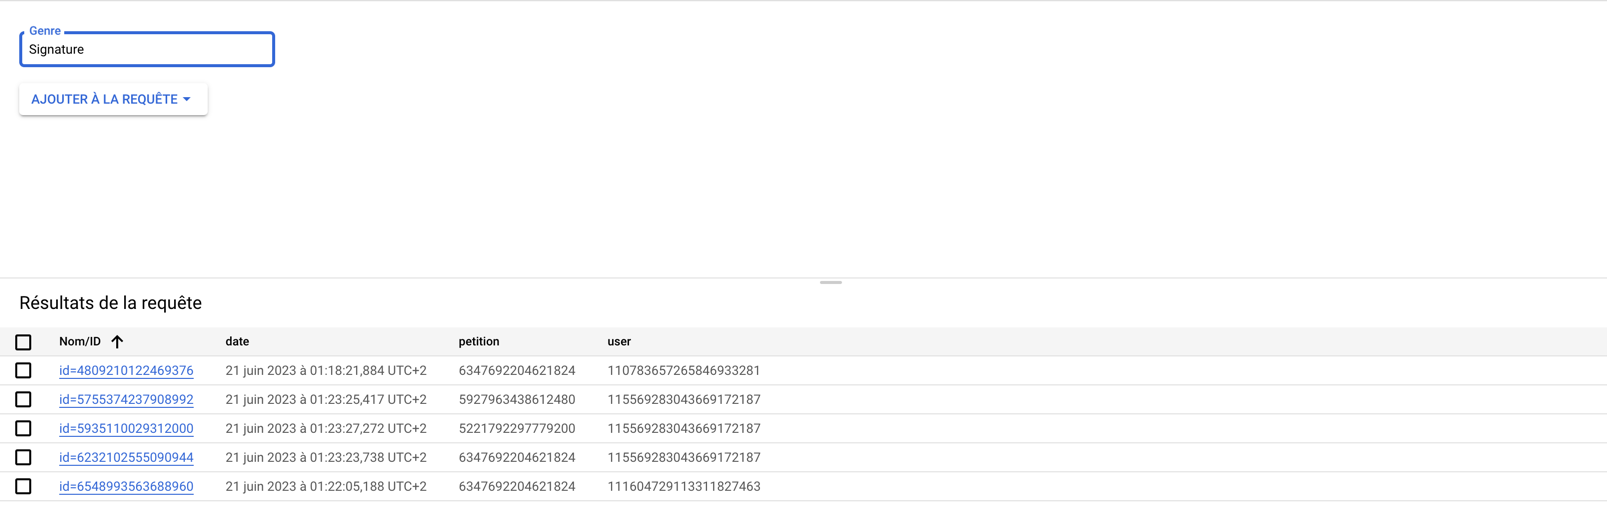 Genre
Signature
AJOUTER À LA REQUÊTE
Résultats de la requête
Nom/ID date petition user
id=4809210122469376 21 juin 2023 à 01:18:21,884 UTC+2 6347692204621824 110783657265846933281
id=5755374237908992 21 juin 2023 à 01:23:25,417 UTC+2 5927963438612480 115569283043669172187
id=5935110029312000 21 juin 2023 à 01:23:27,272 UTC+2 5221792297779200 115569283043669172187
id=6232102555090944 21 juin 2023 à 01:23:23,738 UTC+2 6347692204621824 115569283043669172187
id=6548993563688960 21 juin 2023 à 01:22:05,188 UTC+2 6347692204621824 111604729113311827463